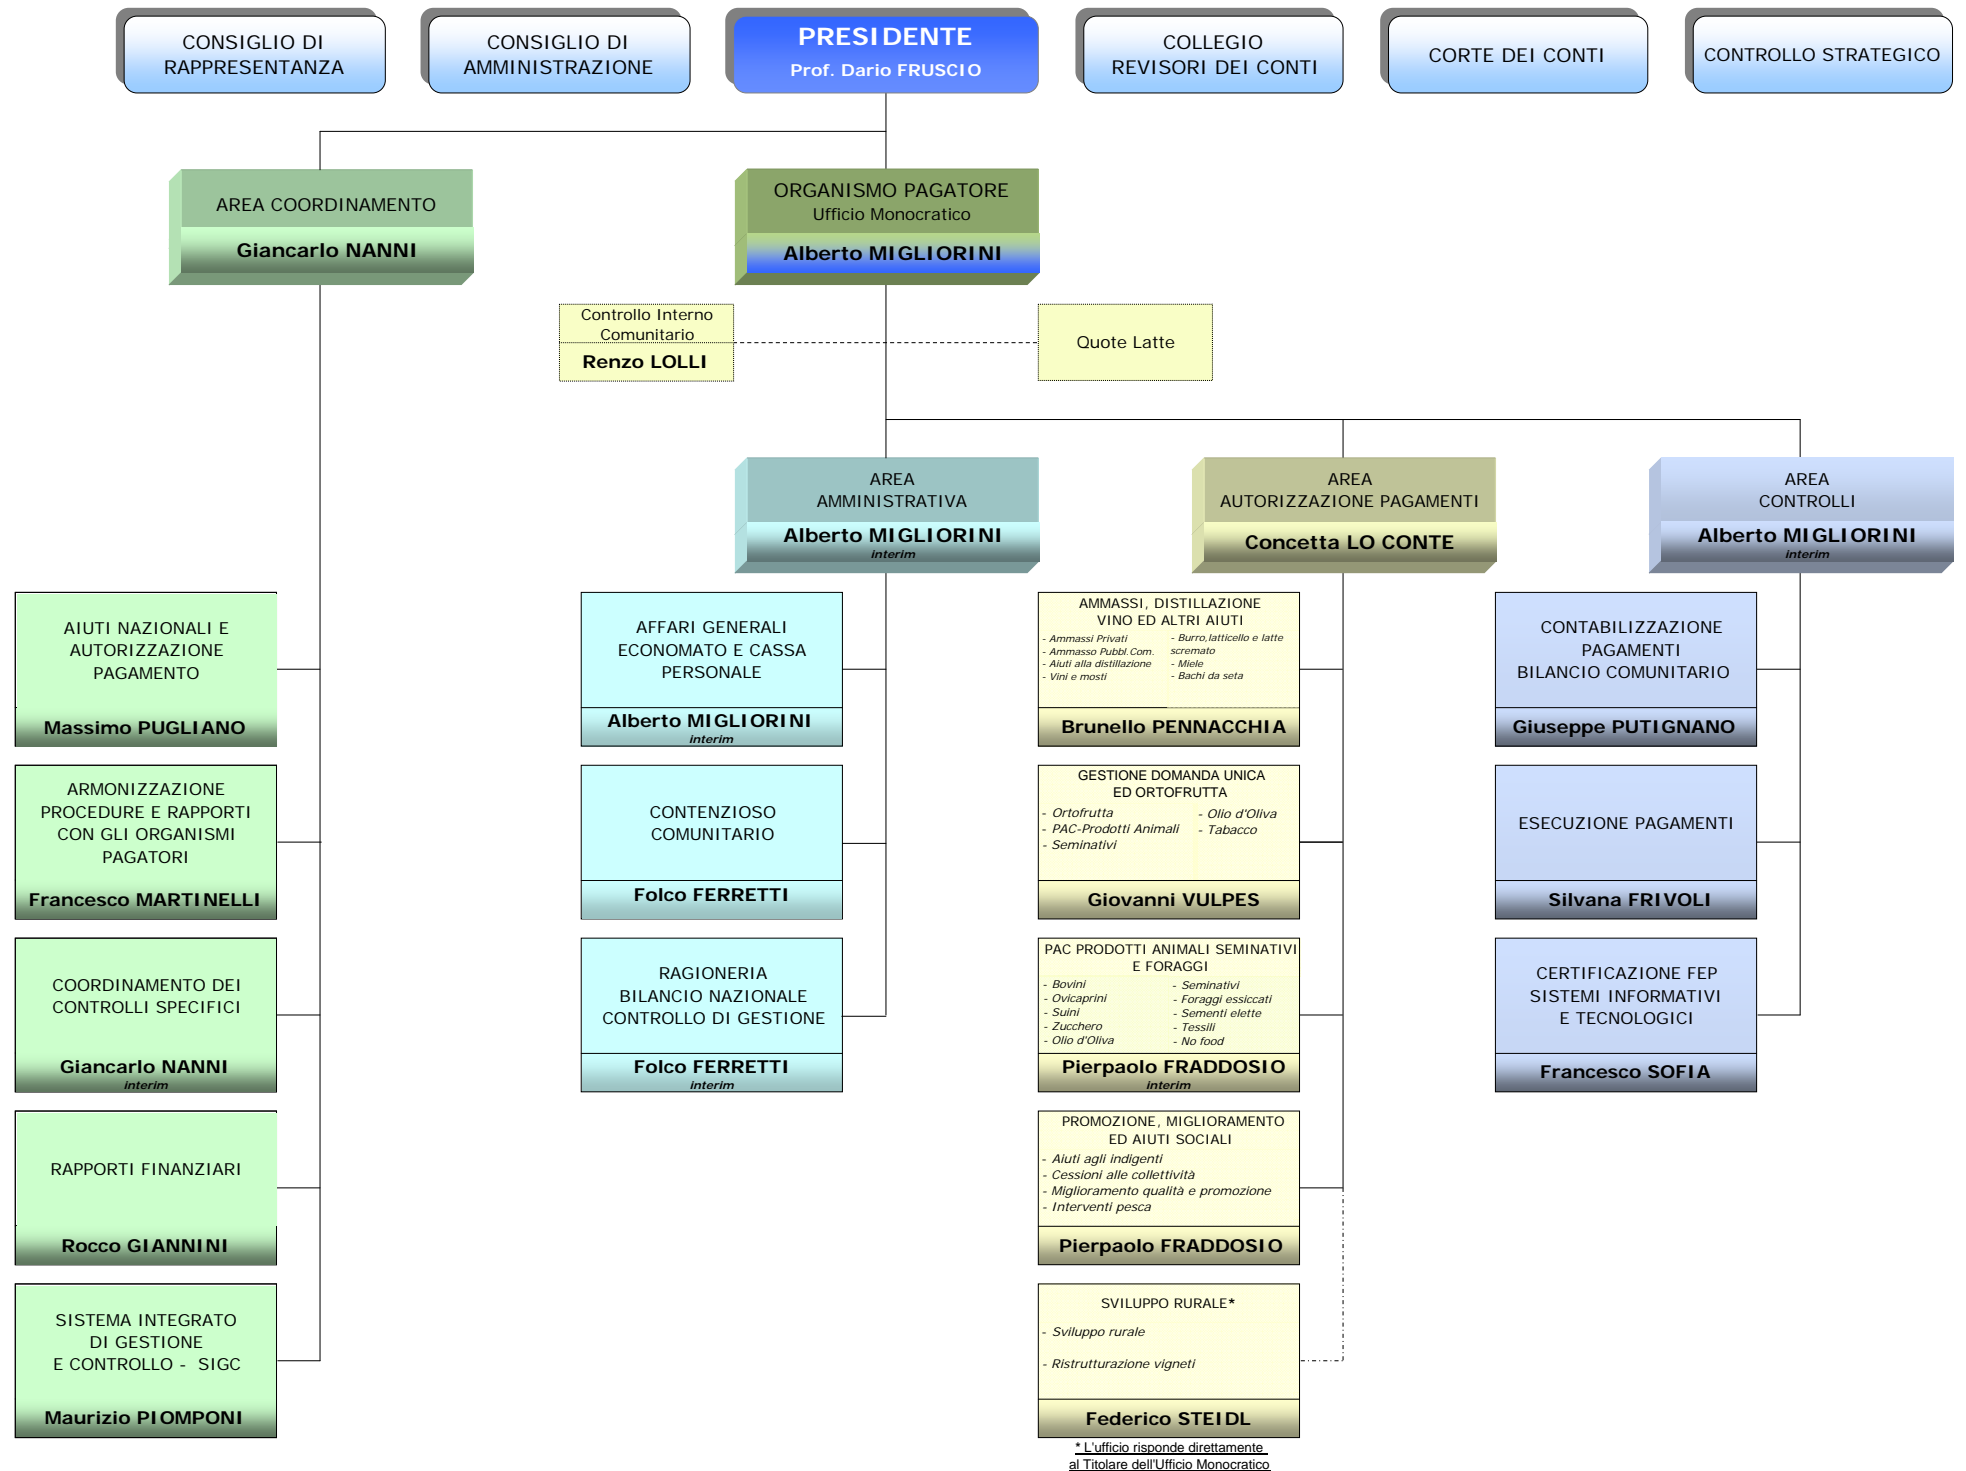 CONSIGLIO DI
RAPPRESENTANZA
CONSIGLIO DI
AMMINISTRAZIONE
PRESIDENTE
Prof. Dario FRUSCIO
COLLEGIO
REVISORI DEI CONTI
CORTE DEI CONTI
CONTROLLO STRATEGICO
AREA COORDINAMENTO
Giancarlo NANNI
ORGANISMO PAGATORE
Ufficio Monocratico
Alberto MIGLIORINI
Controllo Interno
Comunitario
Renzo LOLLI
Quote Latte
AREA
AMMINISTRATIVA
Alberto MIGLIORINI
interim
AREA
AUTORIZZAZIONE PAGAMENTI
Concetta LO CONTE
AREA
CONTROLLI
Alberto MIGLIORINI
interim
AIUTI NAZIONALI E
AUTORIZZAZIONE
PAGAMENTO
Massimo PUGLIANO
ARMONIZZAZIONE
PROCEDURE E RAPPORTI
CON GLI ORGANISMI
PAGATORI
Francesco MARTINELLI
COORDINAMENTO DEI
CONTROLLI SPECIFICI
Giancarlo NANNI
interim
RAPPORTI FINANZIARI
Rocco GIANNINI
SISTEMA INTEGRATO
DI GESTIONE
E CONTROLLO - SIGC
Maurizio PIOMPONI
AFFARI GENERALI
ECONOMATO E CASSA
PERSONALE
Alberto MIGLIORINI
interim
CONTENZIOSO
COMUNITARIO
Folco FERRETTI
RAGIONERIA
BILANCIO NAZIONALE
CONTROLLO DI GESTIONE
Folco FERRETTI
interim
AMMASSI, DISTILLAZIONE
VINO ED ALTRI AIUTI
- Ammassi Privati
- Ammasso Pubbl.Com.
- Aiuti alla distillazione
- Vini e mosti
- Burro,latticello e latte
scremato
- Miele
- Bachi da seta
Brunello PENNACCHIA
GESTIONE DOMANDA UNICA
ED ORTOFRUTTA
- Ortofrutta
- PAC-Prodotti Animali
- Seminativi
- Olio d'Oliva
- Tabacco
Giovanni VULPES
PAC PRODOTTI ANIMALI SEMINATIVI
E FORAGGI
- Bovini
- Ovicaprini
- Suini
- Zucchero
- Olio d'Oliva
- Seminativi
- Foraggi essiccati
- Sementi elette
- Tessili
- No food
Pierpaolo FRADDOSIO
interim
PROMOZIONE, MIGLIORAMENTO
ED AIUTI SOCIALI
- Aiuti agli indigenti
- Cessioni alle collettività
- Miglioramento qualità e promozione
- Interventi pesca
Pierpaolo FRADDOSIO
SVILUPPO RURALE*
- Sviluppo rurale
- Ristrutturazione vigneti
Federico STEIDL
* L'ufficio risponde direttamente
al Titolare dell'Ufficio Monocratico
CONTABILIZZAZIONE
PAGAMENTI
BILANCIO COMUNITARIO
Giuseppe PUTIGNANO
ESECUZIONE PAGAMENTI
Silvana FRIVOLI
CERTIFICAZIONE FEP
SISTEMI INFORMATIVI
E TECNOLOGICI
Francesco SOFIA